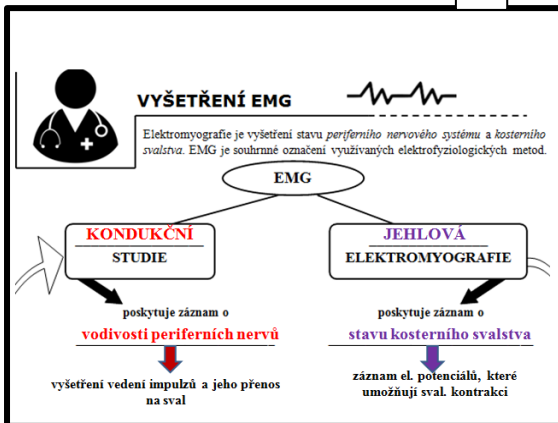 VYŠETŘENÍ EMG
Elektromyografie je vyšetření stavu periferního nervového systému a kosterního
svalstva. EMG je souhrnné označení využívaných elektrofyziologických metod.
EMG
KONDUKČNÍ
STUDIE
JEHLOVÁ
ELEKTROMYOGRAFIE
poskytuje záznam o
vodivosti periferních nervů
vyšetření vedení impulzů a jeho přenos
na sval
poskytuje záznam o
stavu kosterního svalstva
záznam el. potenciálů, které
umožňují sval. kontrakci